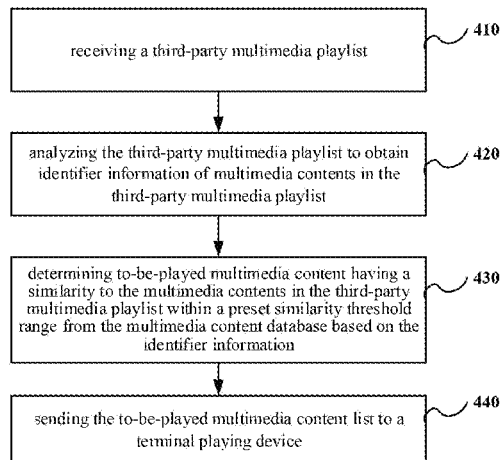 receiving a third-party multimedia playlist
410
analyzing the third-party multimedia playlist to obtain
identifier information of multimedia contents in the
third-party multimedia playlist
420
determining to-be-played multimedia content having a
similarity to the multimedia contents in the third-party
multimedia playlist within a preset similarity threshold
range from the multimedia content database based on the
identifier information
430
sending the to-be-played multimedia content list to a
terminal playing device
440